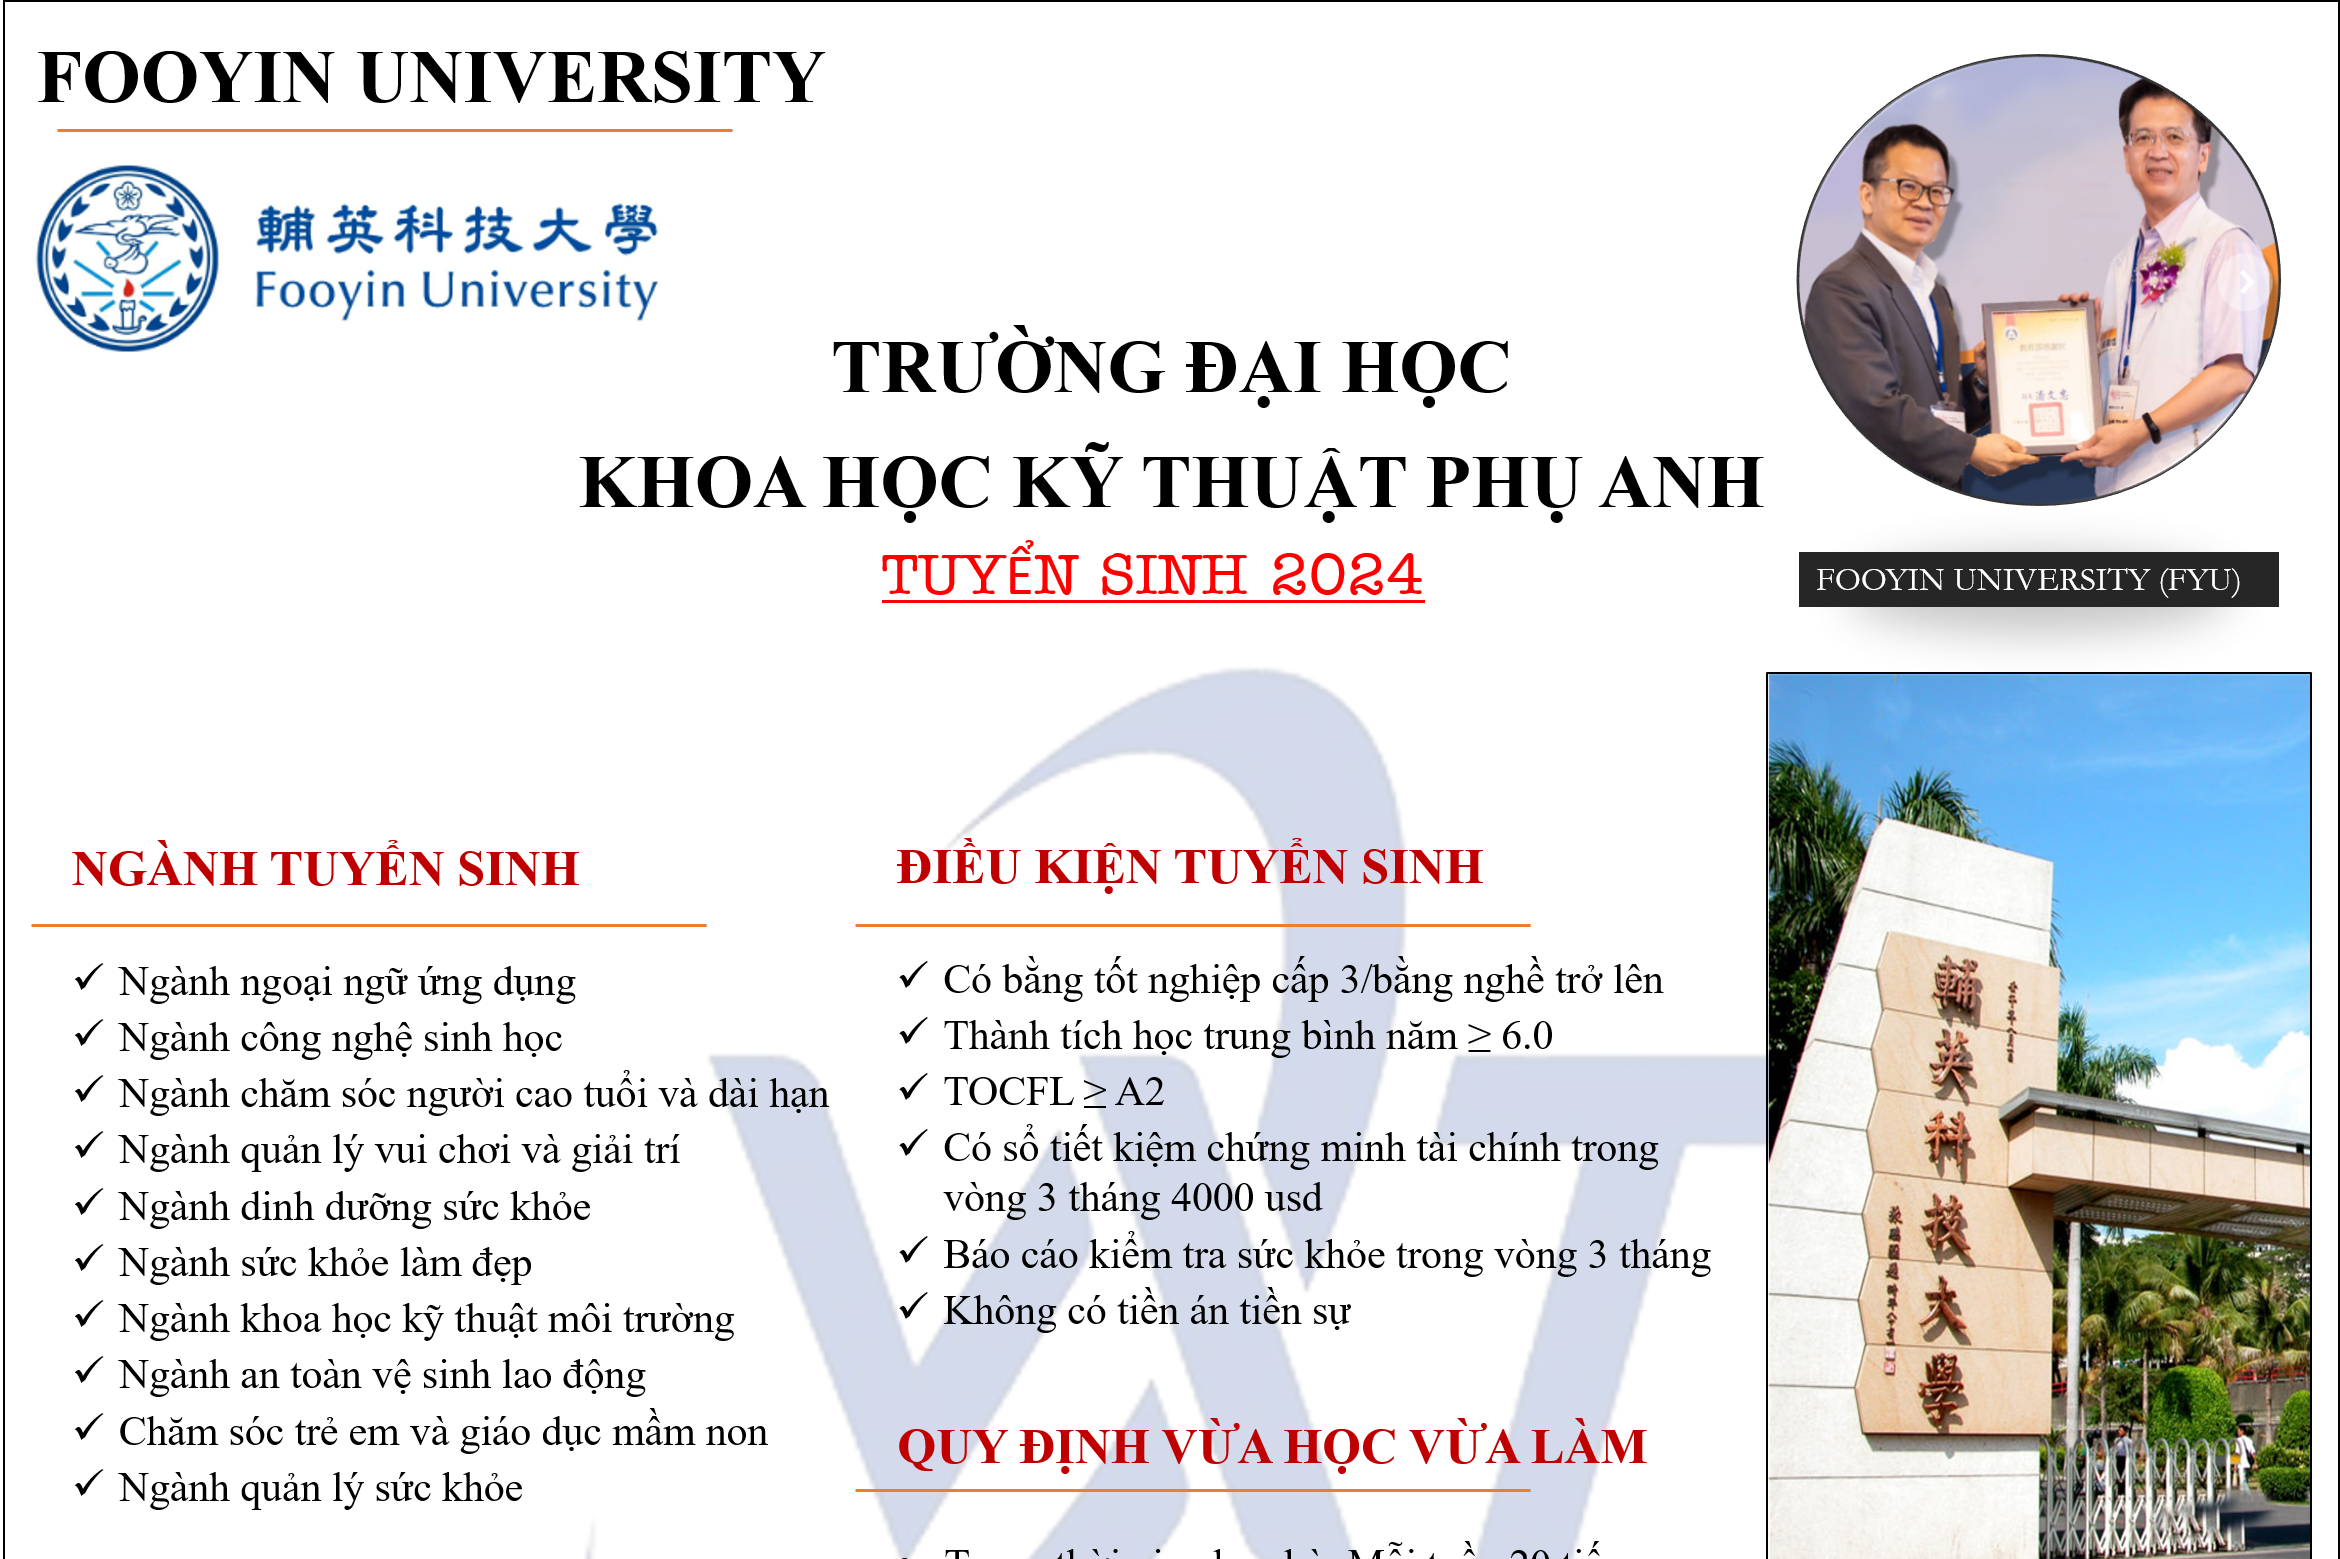 FOOYIN UNIVERSITY
輔英科技大學
Fooyin University
TRƯỜNG ĐẠI HỌC
KHOA HỌC KỸ THUẬT PHỤ ANH
TUYỂN SINH 2024
FOOYIN UNIVERSITY (FYU)
NGÀNH TUYỂN SINH
✓ Ngành ngoại ngữ ứng dụng
✓ Ngành công nghệ sinh học
✓ Ngành chăm sóc người cao tuổi và dài hạn
✓ Ngành quản lý vui chơi và giải trí
✓ Ngành dinh dưỡng sức khỏe
✓ Ngành sức khỏe làm đẹp
✓ Ngành khoa học kỹ thuật môi trường
✓ Ngành an toàn vệ sinh lao động
✓ Chăm sóc trẻ em và giáo dục mầm non
✓ Ngành quản lý sức khỏe
ĐIỀU KIỆN TUYỂN SINH
✓ Có bằng tốt nghiệp cấp 3/bằng nghề trở lên
✓ Thành tích học trung bình năm ≥ 6.0
✓ TOCFL ≥ A2
✓ Có sổ tiết kiệm chứng minh tài chính trong
vòng 3 tháng 4000 usd
✓ Báo cáo kiểm tra sức khỏe trong vòng 3 tháng
✓ Không có tiền án tiền sự
QUY ĐỊNH VỪA HỌC VỪA LÀM
輔英科技大學